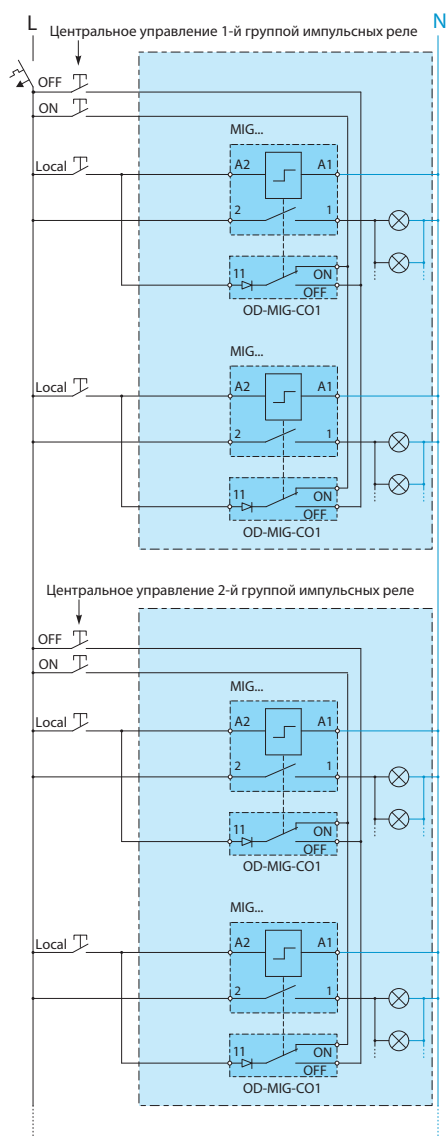 L
N
Центральное управление 1-й группой импульсных реле
OFF
ON
MIG...
Local
A2
A1
2
1
11
ON
OFF
OD-MIG-CO1
MIG...
Local
A2
A1
2
1
11
ON
OFF
OD-MIG-CO1
Центральное управление 2-й группой импульсных реле
OFF
ON
MIG...
Local
A2
A1
2
1
11
ON
OFF
OD-MIG-CO1
MIG...
Local
A2
A1
2
1
11
ON
OFF
OD-MIG-CO1